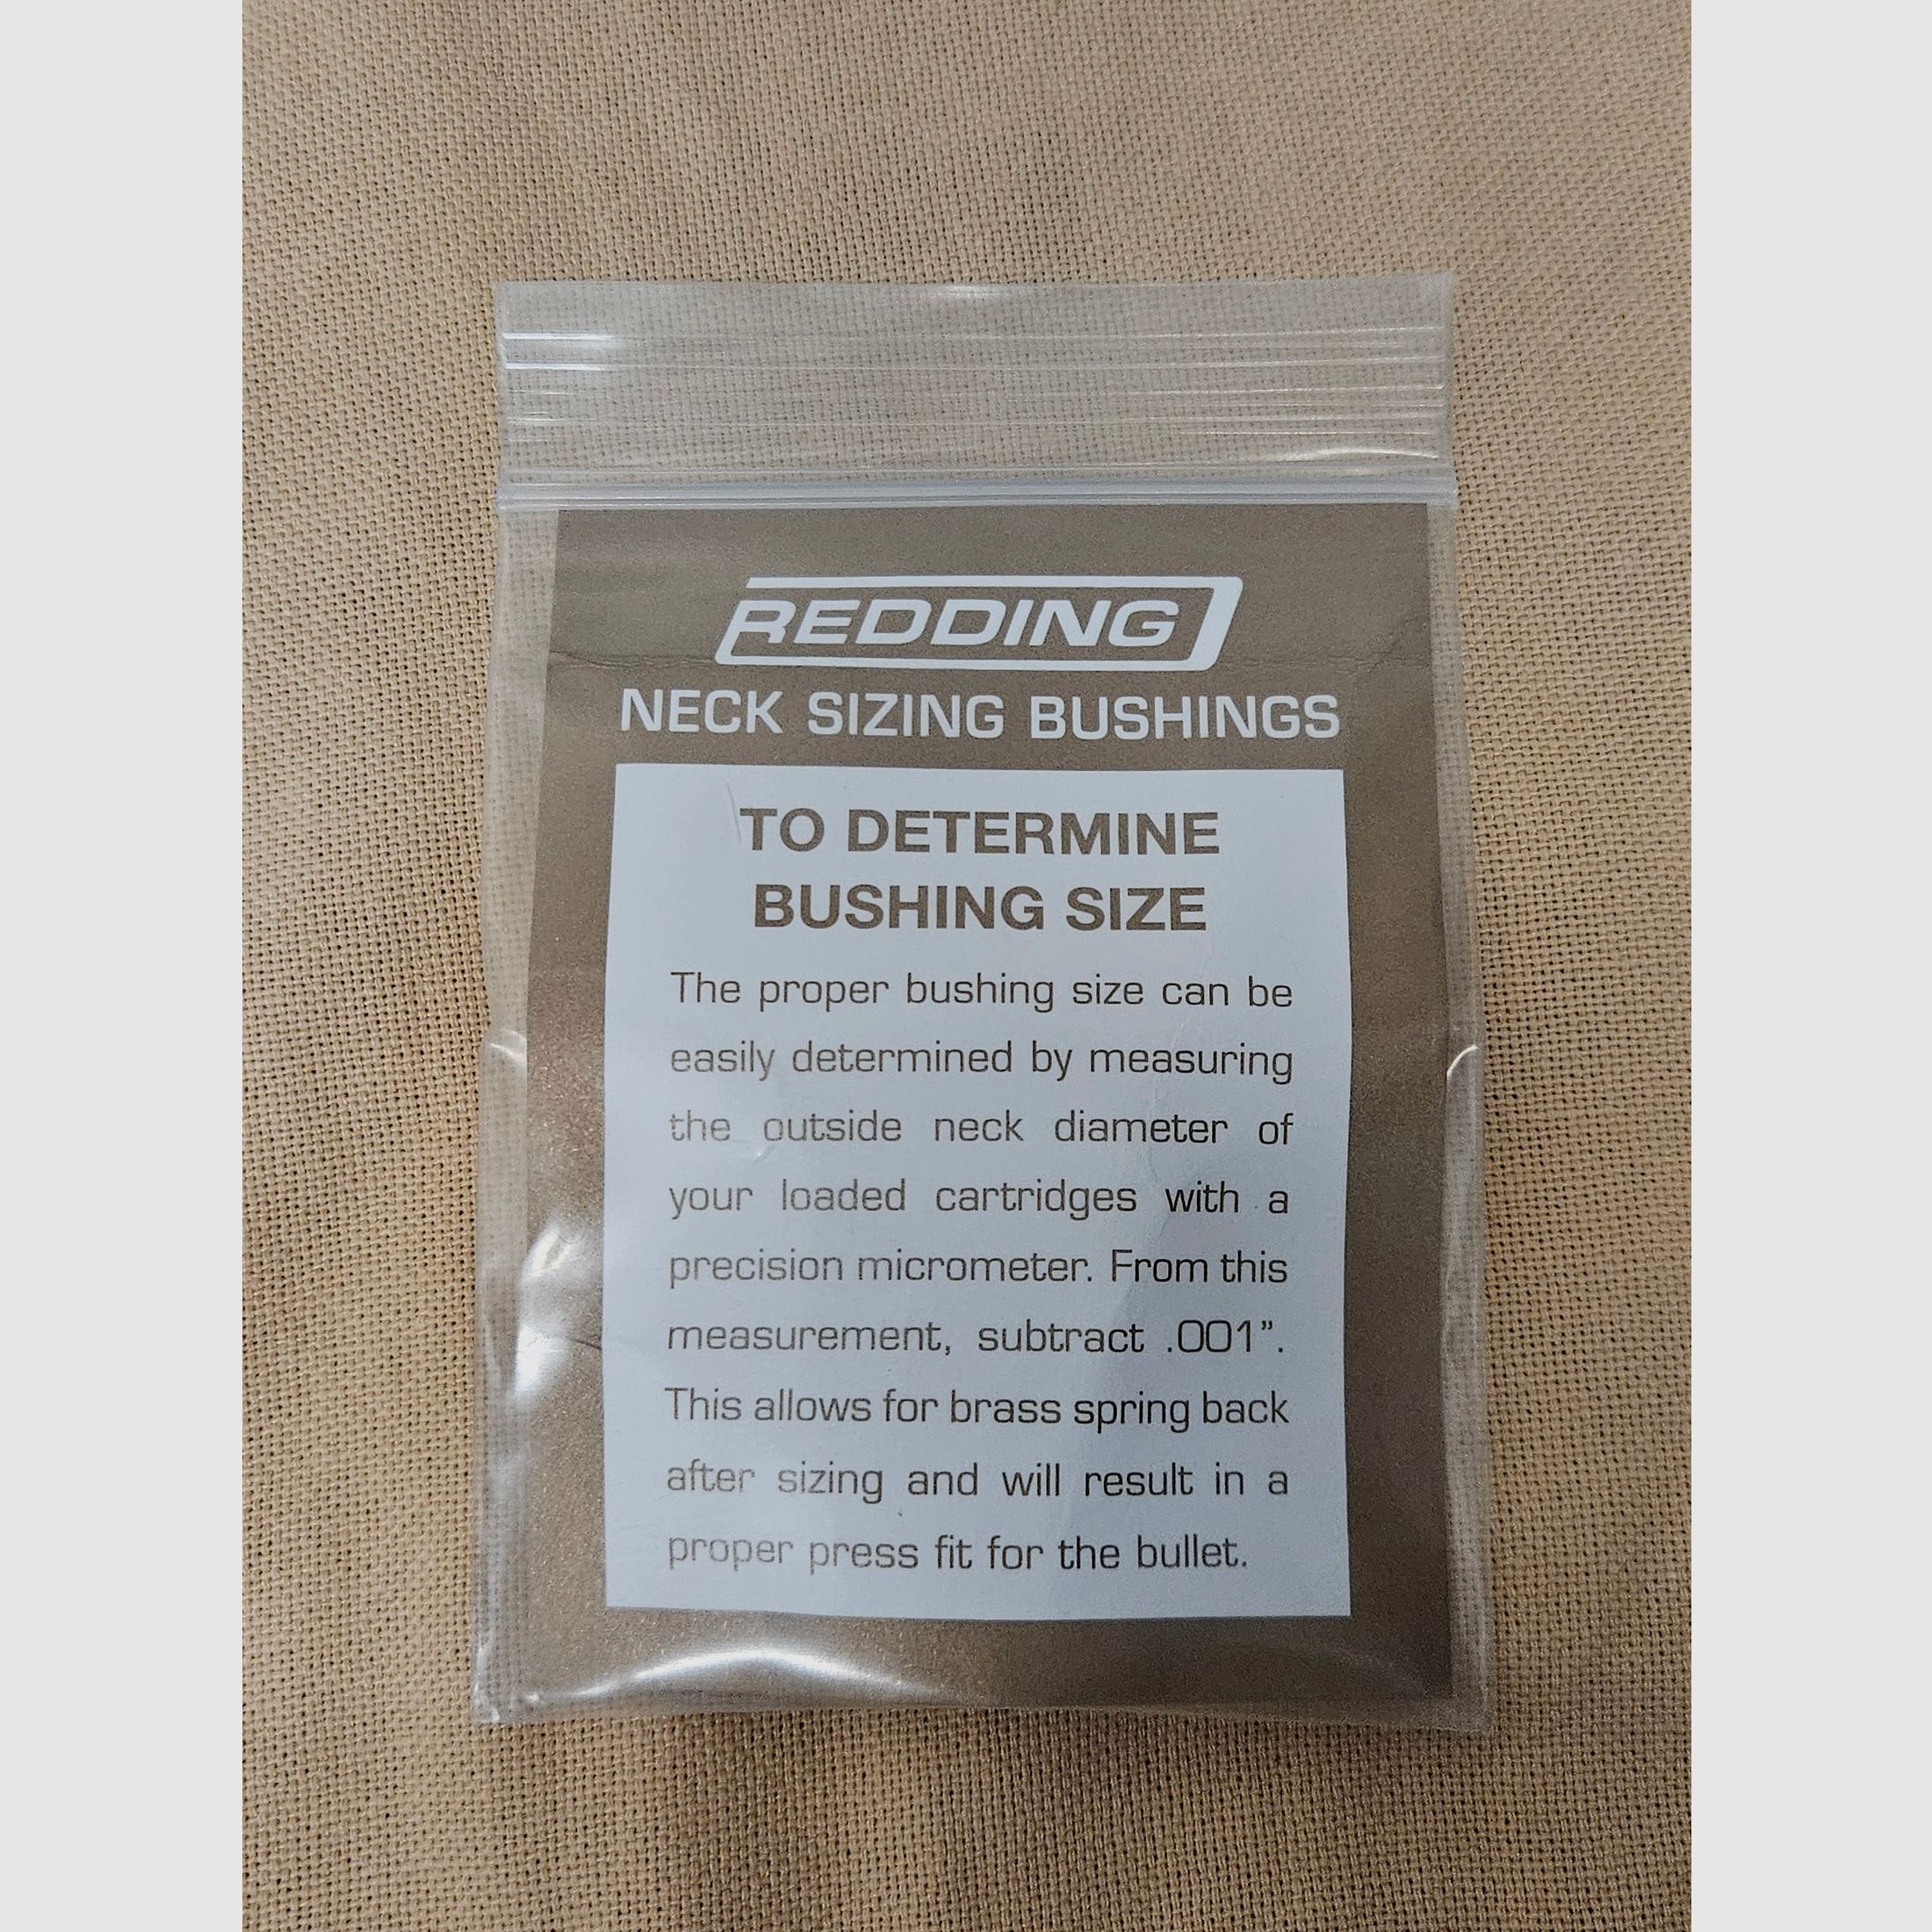 REDDING
NECK SIZING BUSHINGS
TO DETERMINE
BUSHING SIZE
The proper bushing size can be
easily determined by measuring
the outside neck diameter of
your loaded cartridges with a
precision micrometer. From this
measurement, subtract .001”.
This allows for brass spring back
after sizing and will result in a
proper press fit for the bullet.